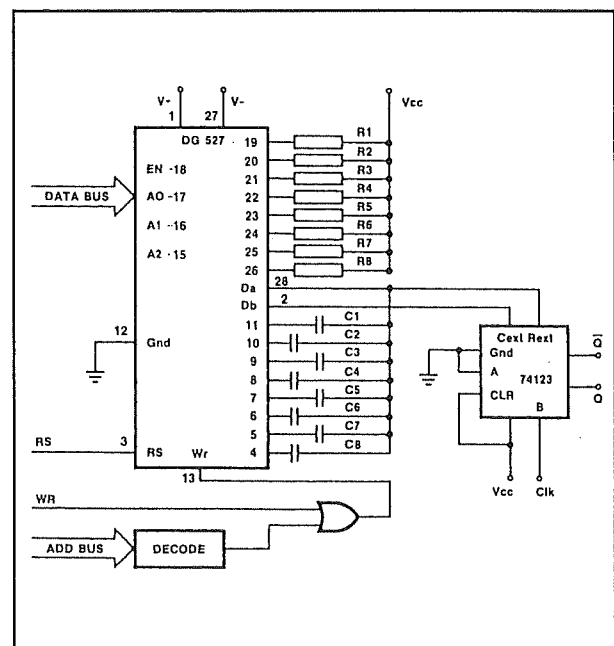 V+ V-
1 27
Vcc
DG 527
19 R1
20 R2
21 R3
22 R4
23 R5
24 R6
25 R7
26 R8
EN -18
AO -17
A1 -16
A2 -15
DATA BUS
Da 28
Db 2
11 C1
10 C2
9 C3
8 C4
7 C5
6 C6
5 C7
4 C8
12 Gnd
RS 3 RS
Wr
13
WR
ADD BUS
DECODE
Cext Rext
Gnd
A 74123
CLR
B
Q̅
Q
Vcc Clk